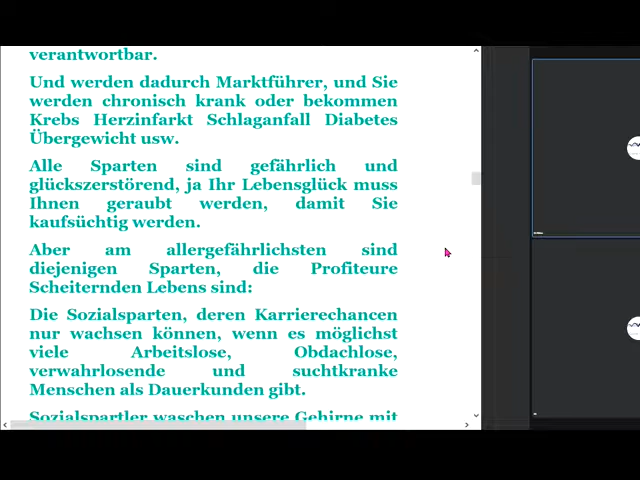 verantwortbar.
Und werden dadurch Marktführer, und Sie
werden chronisch krank oder bekommen
Krebs Herzinfarkt Schlaganfall Diabetes
Übergewicht usw.
Alle Sparten sind gefährlich und
glückszerstörend, ja Ihr Lebensglück muss
Ihnen geraubt werden, damit Sie
kaufsüchtig werden.
Aber am allergefährlichsten sind
diejenigen Sparten, die Profiteure
Scheiternden Lebens sind:
Die Sozialsparten, deren Karrierechancen
nur wachsen können, wenn es möglichst
viele Arbeitslose, Obdachlose,
verwahrlosende und suchtkranke
Menschen als Dauerkunden gibt.
Sozialspartler waschen unsere Gehirne mit